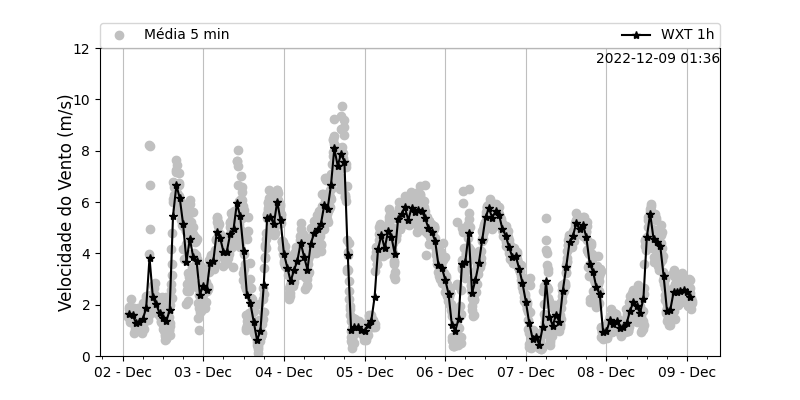 Média 5 min
WXT 1h
2022-12-09 01:36
Velocidade do Vento (m/s)
12
10
8
6
4
2
0
02 - Dec 03 - Dec 04 - Dec 05 - Dec 06 - Dec 07 - Dec 08 - Dec 09 - Dec